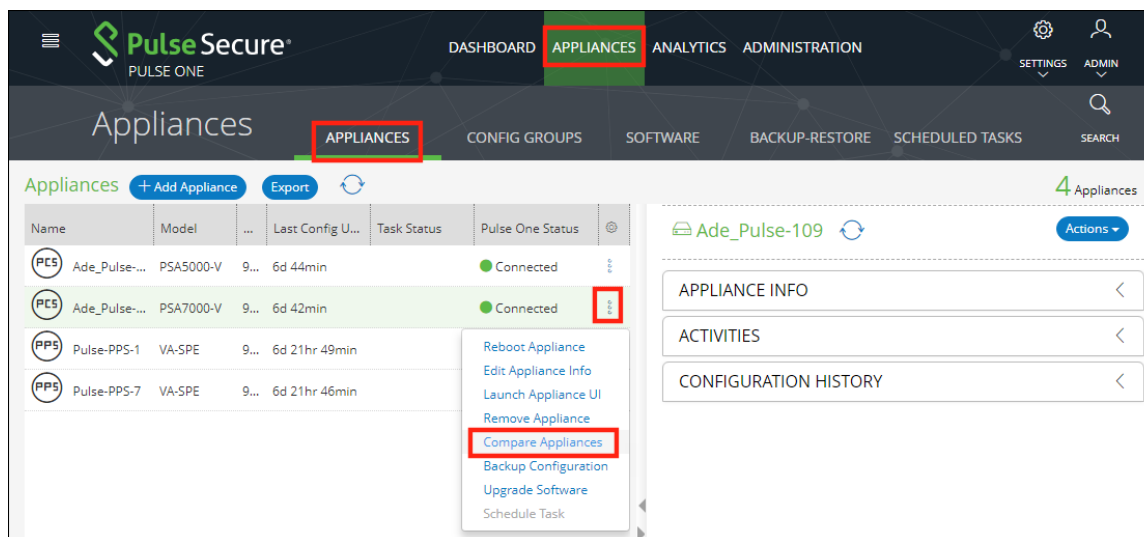 Pulse Secure®
PULSE ONE
DASHBOARD APPLIANCES ANALYTICS ADMINISTRATION
SETTINGS ADMIN
Appliances
APPLIANCES CONFIG GROUPS SOFTWARE BACKUP-RESTORE SCHEDULED TASKS
SEARCH
Appliances + Add Appliance Export
4 Appliances
Name Model ... Last Config U... Task Status Pulse One Status
PCS Ade_Pulse-... PSA5000-V 9... 6d 44min Connected
PCS Ade_Pulse-... PSA7000-V 9... 6d 42min Connected
PPS Pulse-PPS-1 VA-SPE 9... 6d 21hr 49min
PPS Pulse-PPS-7 VA-SPE 9... 6d 21hr 46min
Reboot Appliance
Edit Appliance Info
Launch Appliance UI
Remove Appliance
Compare Appliances
Backup Configuration
Upgrade Software
Schedule Task
Ade_Pulse-109 Actions
APPLIANCE INFO
ACTIVITIES
CONFIGURATION HISTORY